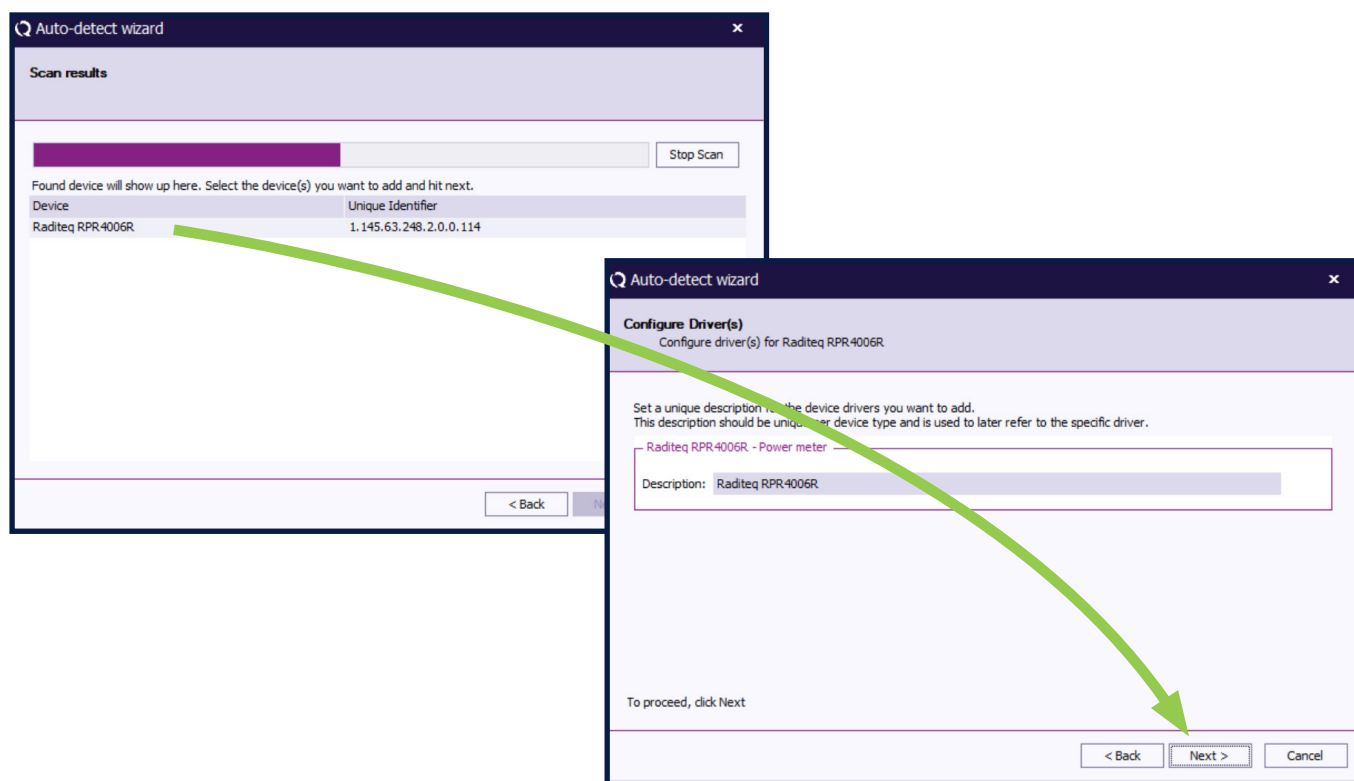 Auto-detect wizard
Scan results
Stop Scan
Found device will show up here. Select the device(s) you want to add and hit next.
Device Unique Identifier
Raditeq RPR4006R 1.145.63.248.2.0.0.114
< Back
Auto-detect wizard
Configure Driver(s)
Configure driver(s) for Raditeq RPR4006R
Set a unique description the device drivers you want to add.
This description should be device type and is used to later refer to the specific driver.
Raditeq RPR4006R - Power meter
Description: Raditeq RPR4006R
To proceed, click Next
< Back Next > Cancel